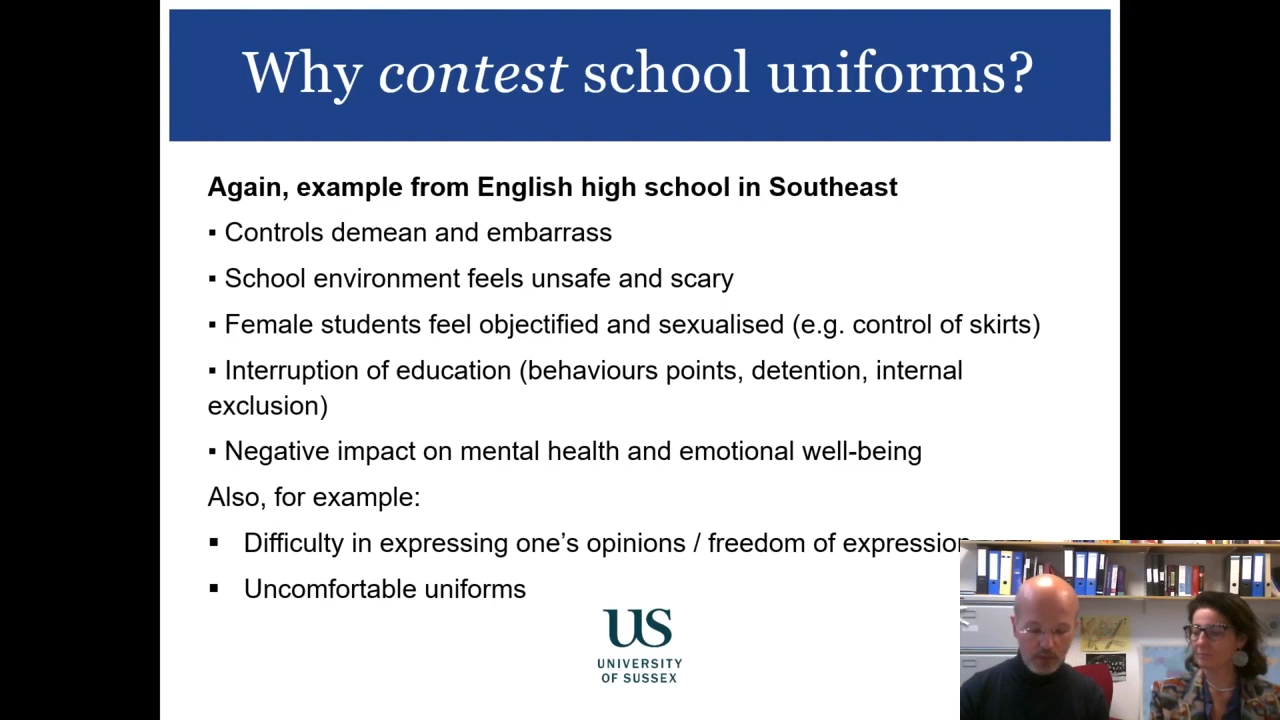 Why contest school uniforms?
Again, example from English high school in Southeast
▪ Controls demean and embarrass
▪ School environment feels unsafe and scary
▪ Female students feel objectified and sexualised (e.g. control of skirts)
▪ Interruption of education (behaviours points, detention, internal
exclusion)
▪ Negative impact on mental health and emotional well-being
Also, for example:
▪ Difficulty in expressing one’s opinions / freedom of expression
▪ Uncomfortable uniforms
US
UNIVERSITY
OF SUSSEX